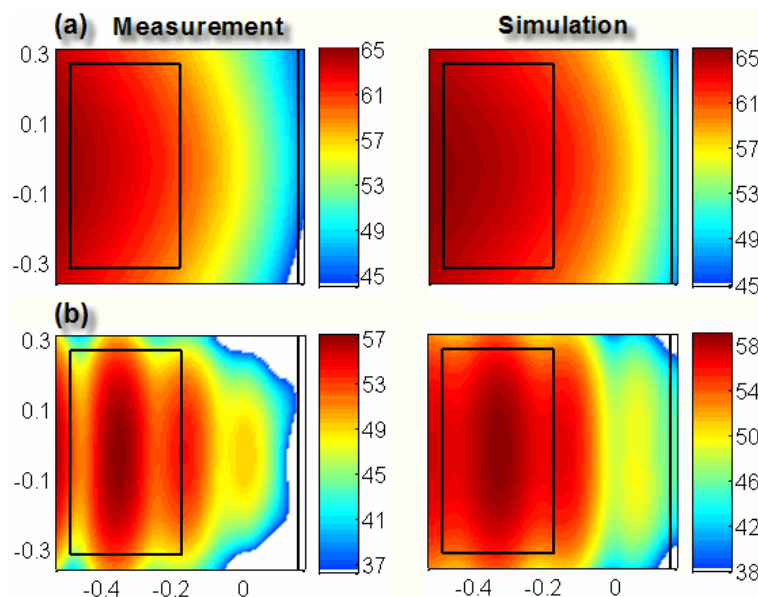 (a) Measurement Simulation
0.3 0.1 -0.1 -0.3
65 61 57 53 49 45
65 61 57 53 49 45
(b)
0.3 0.1 -0.1 -0.3
57 53 49 45 41 37
58 54 50 46 42 38
-0.4 -0.2 0
-0.4 -0.2 0